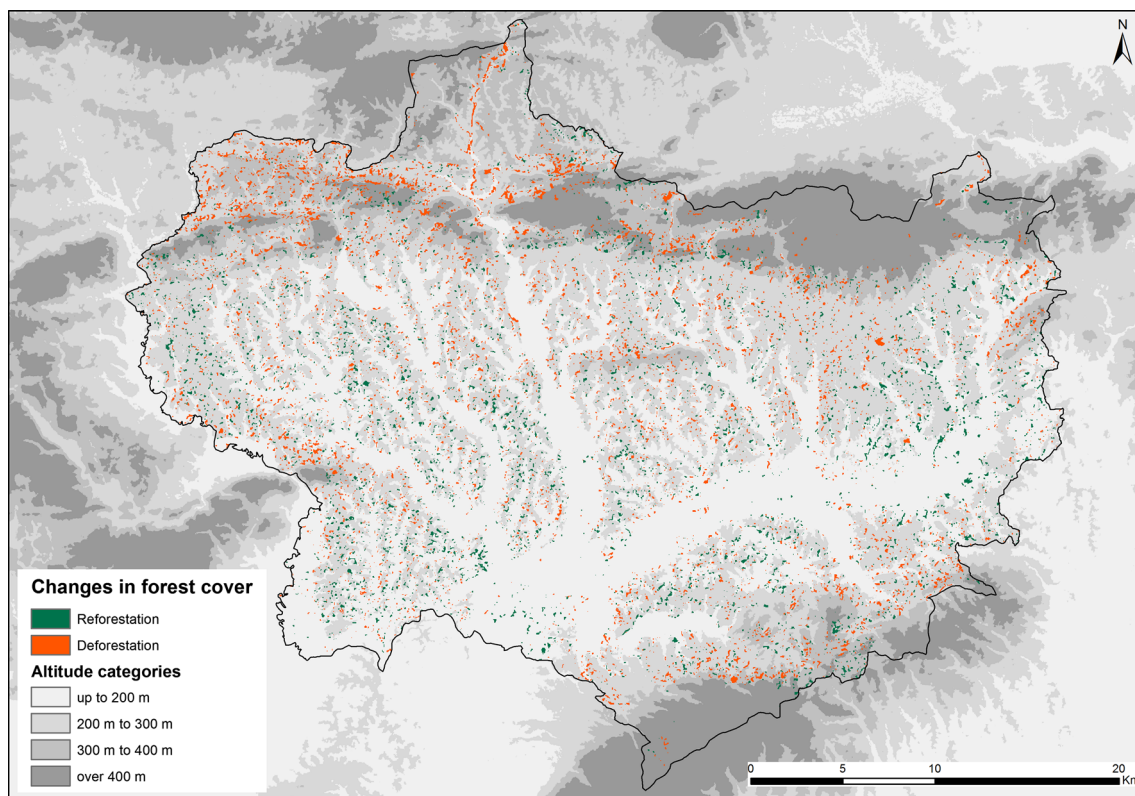 N
Changes in forest cover
Reforestation
Deforestation
Altitude categories
up to 200 m
200 m to 300 m
300 m to 400 m
over 400 m
0 5 10 20
Km